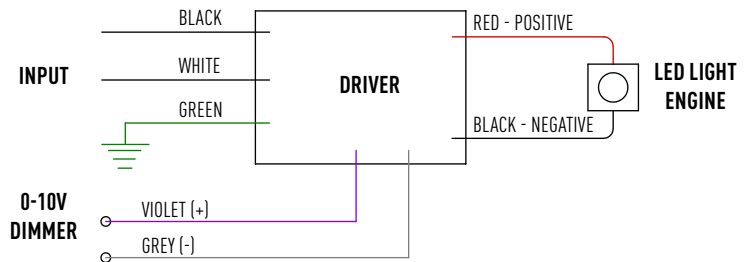 BLACK
RED - POSITIVE
INPUT
WHITE
DRIVER
LED LIGHT
ENGINE
GREEN
BLACK - NEGATIVE
0-10V
DIMMER
VIOLET (+)
GREY (-)